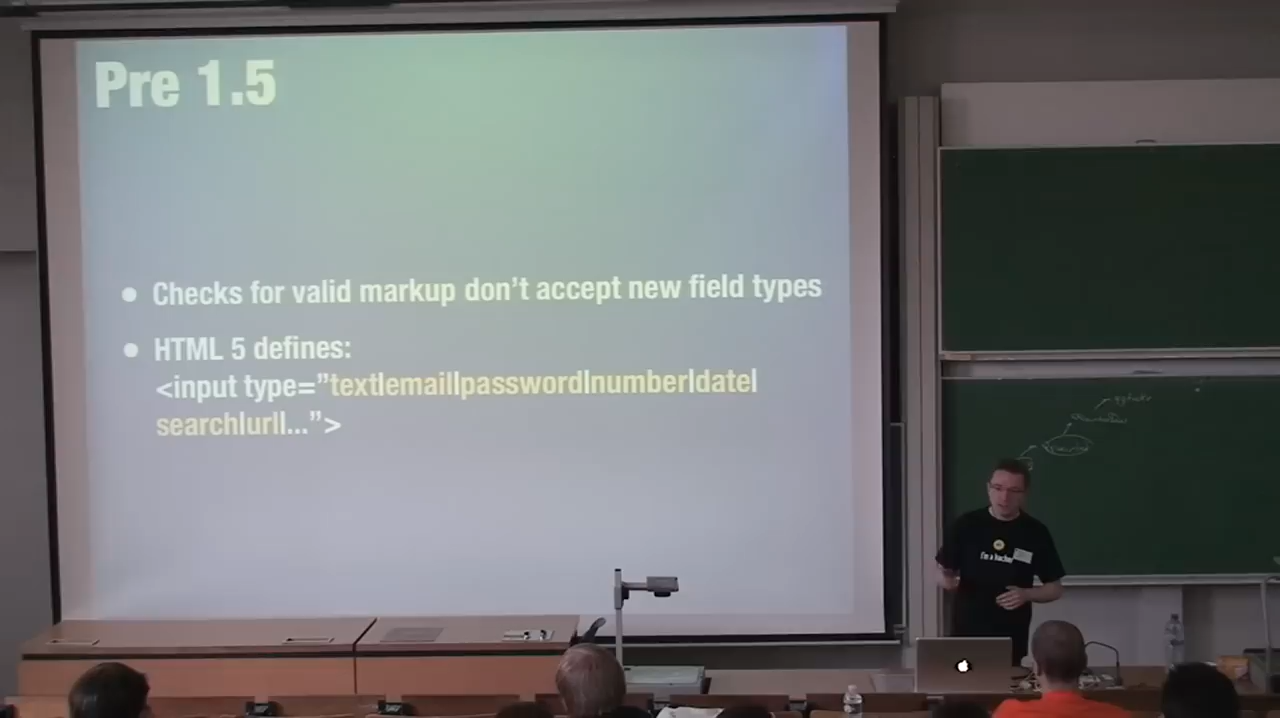 Pre 1.5
• Checks for valid markup don't accept new field types
• HTML 5 defines:
<input type="text|email|password|number|date|
search|url|...">
I'm a hacker